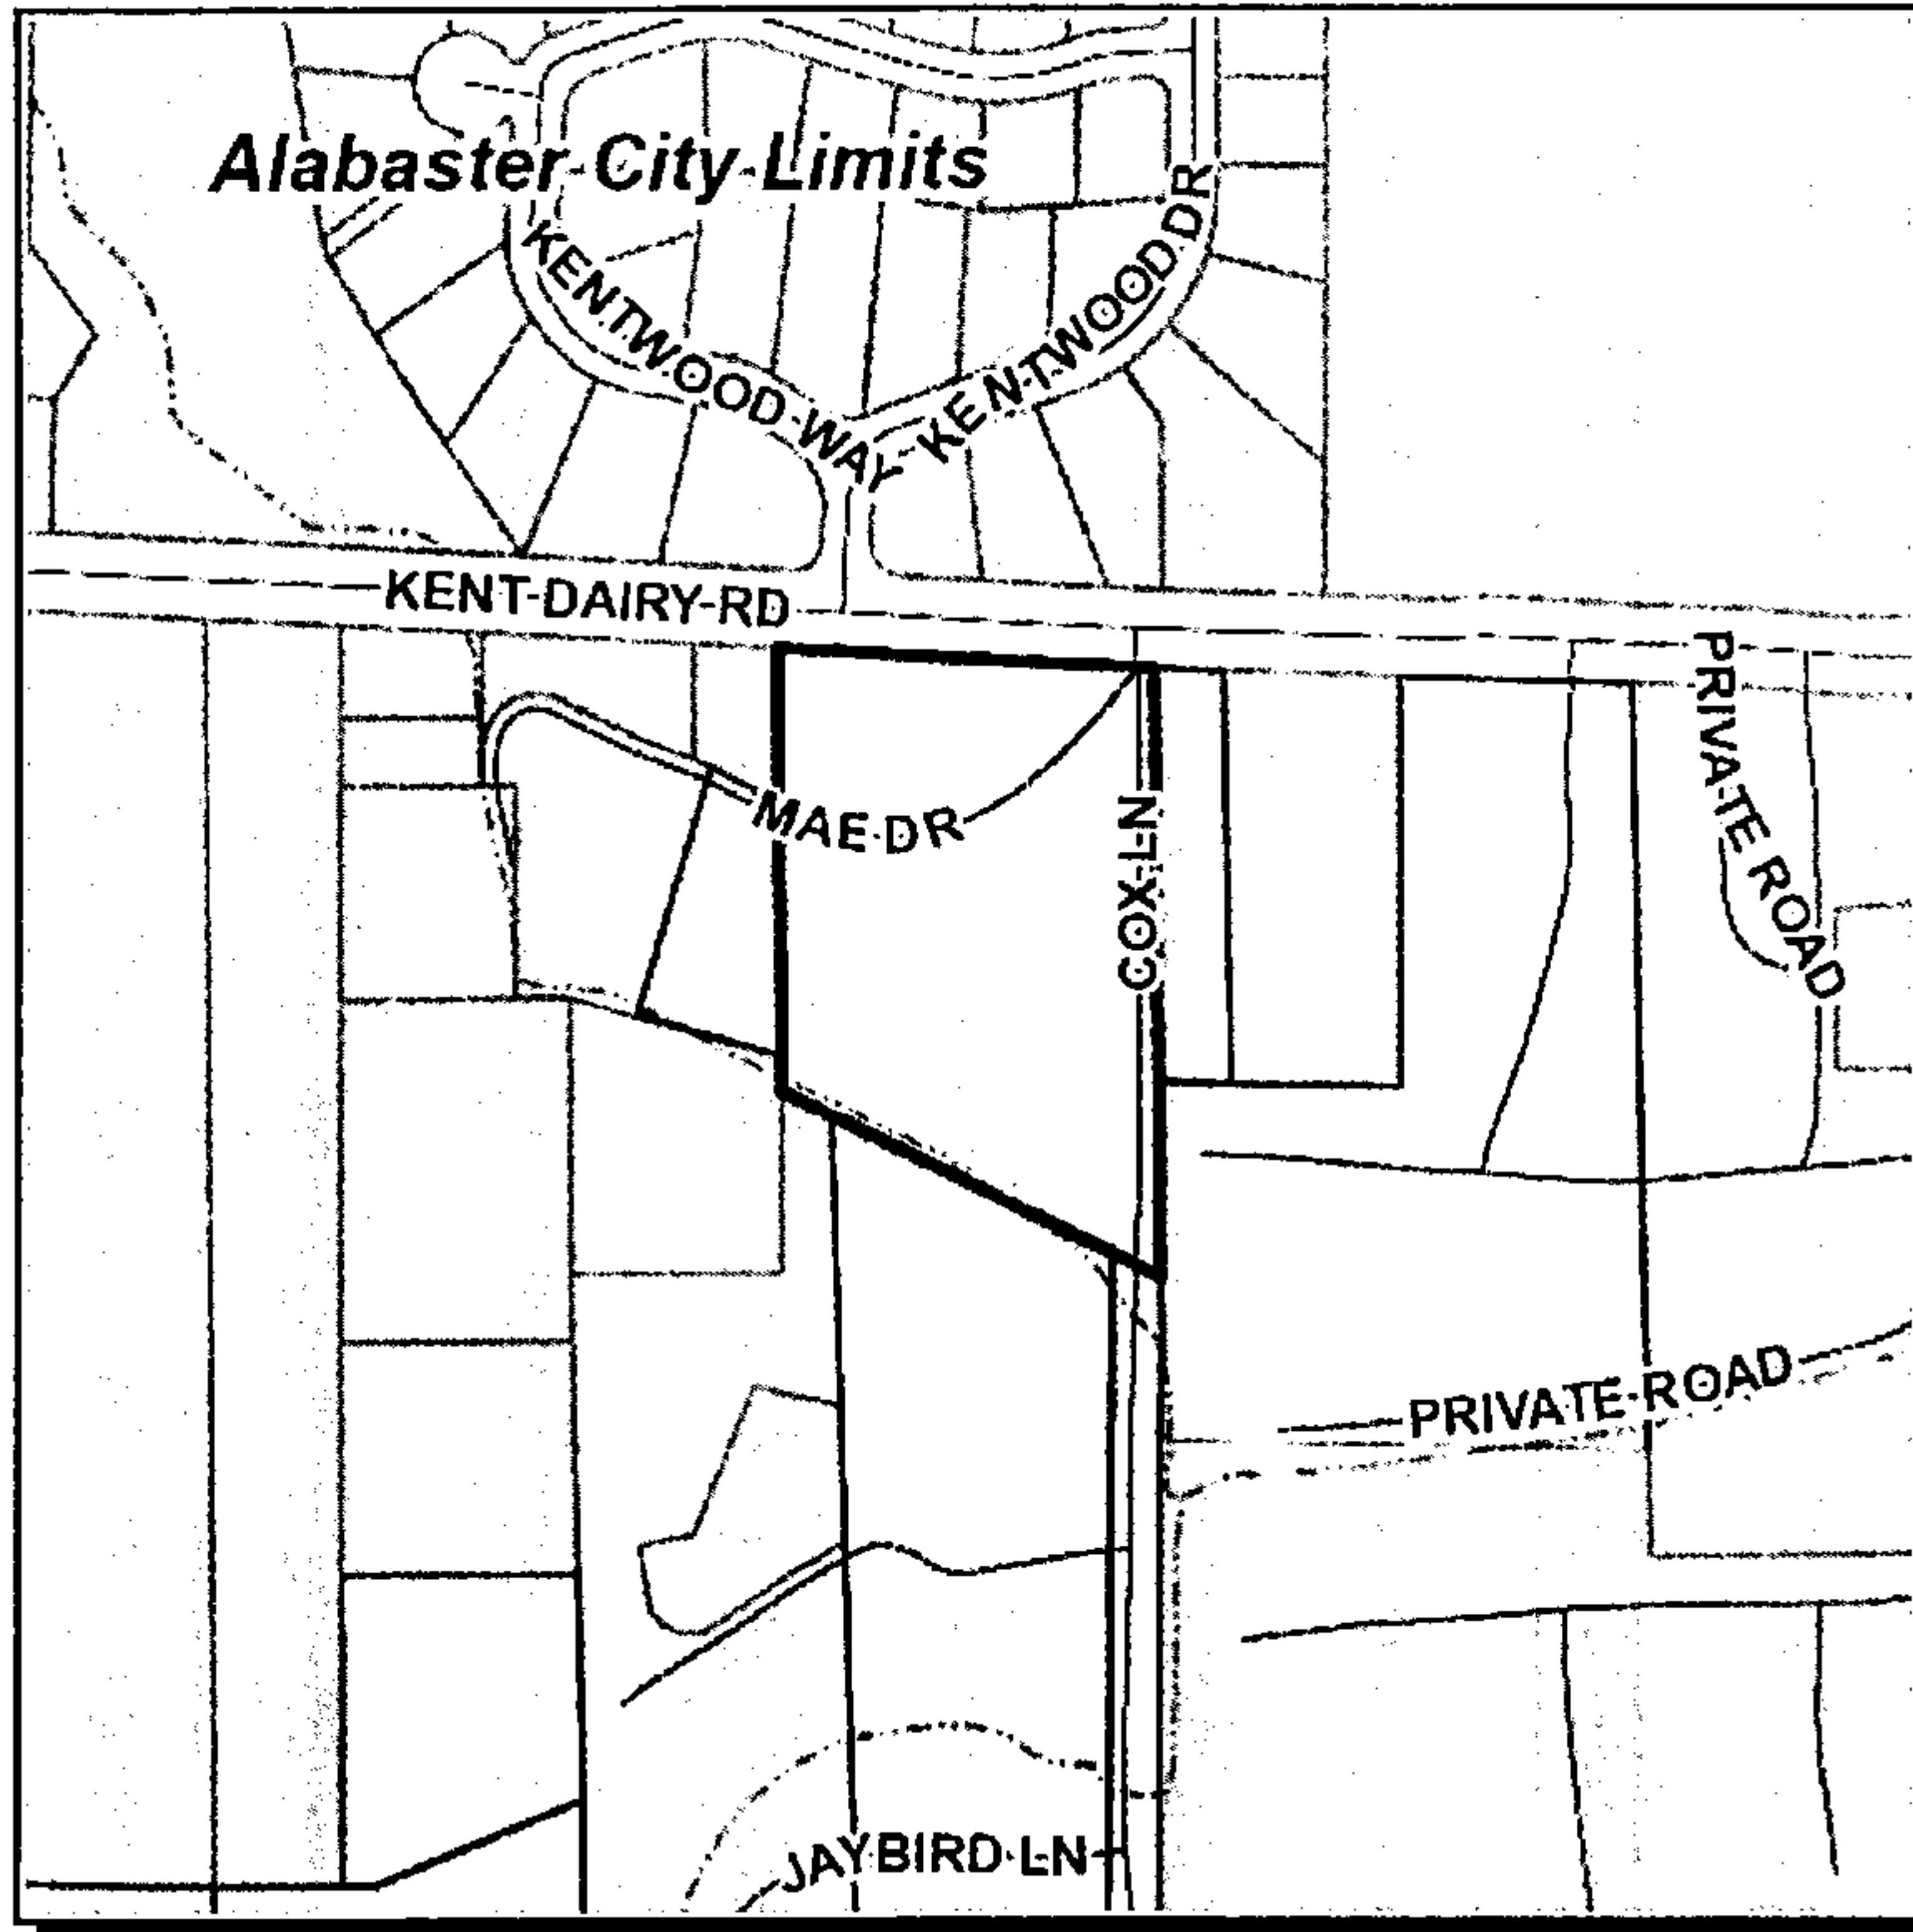 Alabaster City Limits
KENTWOOD WAY
KENTWOOD DR
KENT DAIRY RD
PRIVATE ROAD
MAE DR
COX LN
PRIVATE ROAD
JAYBIRD LN